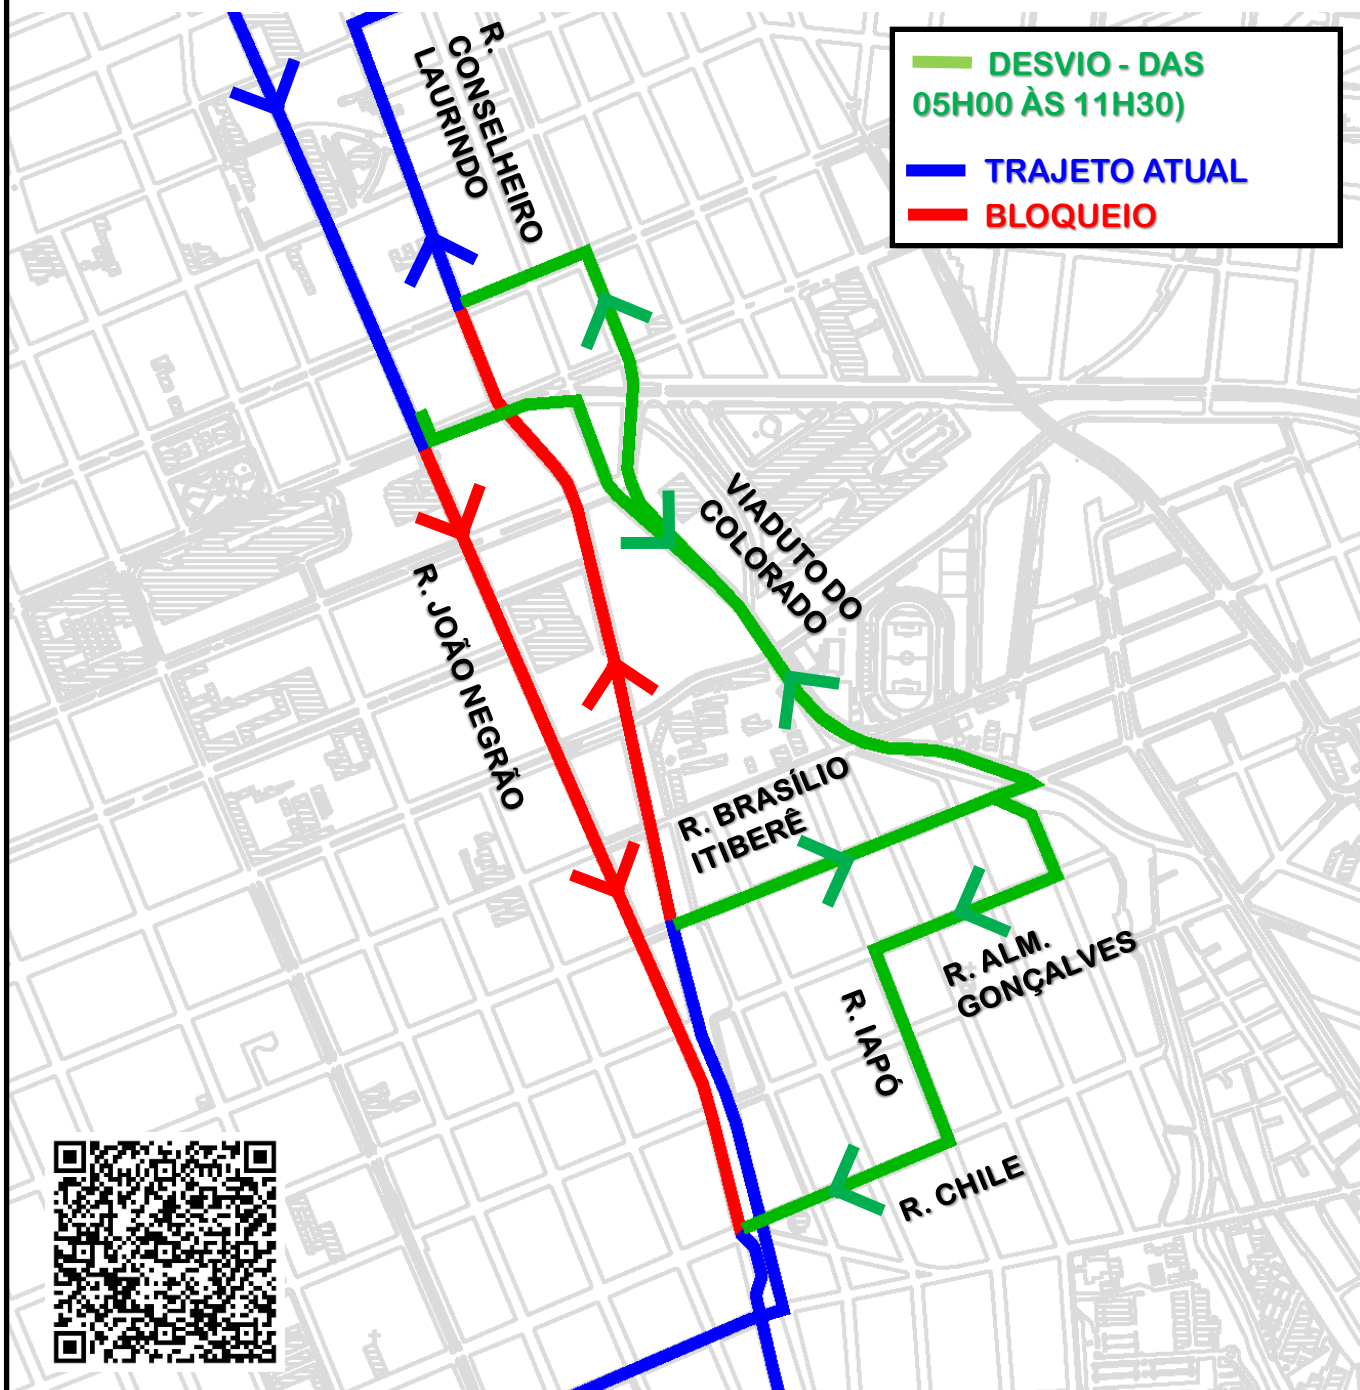 R.
CONSELHEIRO
LAURINDO
DESVIO - DAS
05H00 ÀS 11H30)
TRAJETO ATUAL
BLOQUEIO
VIADUTO DO
COLORADO
R. JOÃO NEGRÃO
R. BRASÍLIO
ITIBERÊ
R. ALM.
GONÇALVES
R. IAPÓ
R. CHILE